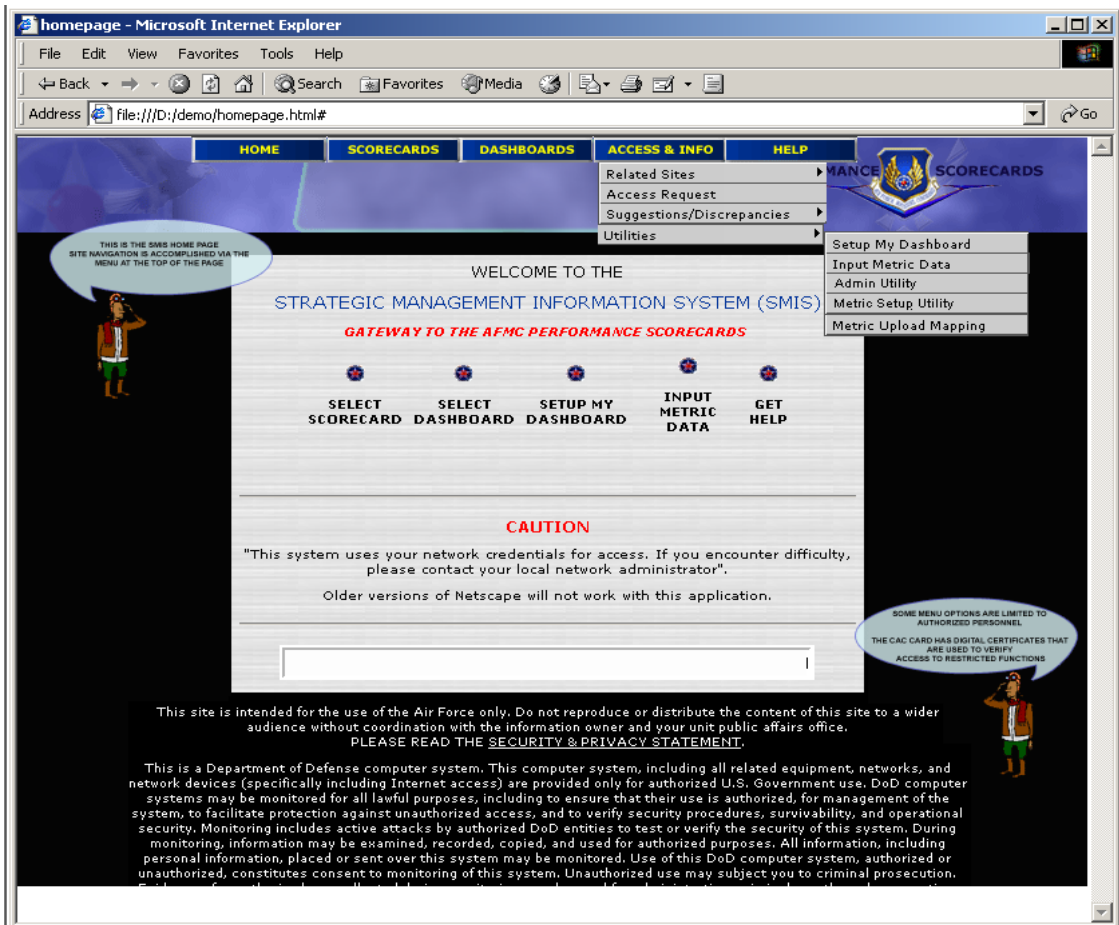 homepage - Microsoft Internet Explorer
File Edit View Favorites Tools Help
Back Search Favorites Media
Address file:///D:/demo/homepage.html# Go
HOME SCORECARDS DASHBOARDS ACCESS & INFO HELP
MANCE SCORECARDS
Related Sites
Access Request
Suggestions/Discrepancies
Utilities
Setup My Dashboard
Input Metric Data
Admin Utility
Metric Setup Utility
Metric Upload Mapping
THIS IS THE SMIS HOME PAGE
SITE NAVIGATION IS ACCOMPLISHED VIA THE
MENU AT THE TOP OF THE PAGE
WELCOME TO THE
STRATEGIC MANAGEMENT INFORMATION SYSTEM (SMIS)
GATEWAY TO THE AFMC PERFORMANCE SCORECARDS
SELECT SCORECARD
SELECT DASHBOARD
SETUP MY DASHBOARD
INPUT METRIC DATA
GET HELP
CAUTION
"This system uses your network credentials for access. If you encounter difficulty,
please contact your local network administrator".
Older versions of Netscape will not work with this application.
SOME MENU OPTIONS ARE LIMITED TO
AUTHORIZED PERSONNEL
THE CAC CARD HAS DIGITAL CERTIFICATES THAT
ARE USED TO VERIFY
ACCESS TO RESTRICTED FUNCTIONS
This site is intended for the use of the Air Force only. Do not reproduce or distribute the content of this site to a wider
audience without coordination with the information owner and your unit public affairs office.
PLEASE READ THE SECURITY & PRIVACY STATEMENT.
This is a Department of Defense computer system. This computer system, including all related equipment, networks, and
network devices (specifically including Internet access) are provided only for authorized U.S. Government use. DoD computer
systems may be monitored for all lawful purposes, including to ensure that their use is authorized, for management of the
system, to facilitate protection against unauthorized access, and to verify security procedures, survivability, and operational
security. Monitoring includes active attacks by authorized DoD entities to test or verify the security of this system. During
monitoring, information may be examined, recorded, copied, and used for authorized purposes. All information, including
personal information, placed or sent over this system may be monitored. Use of this DoD computer system, authorized or
unauthorized, constitutes consent to monitoring of this system. Unauthorized use may subject you to criminal prosecution.